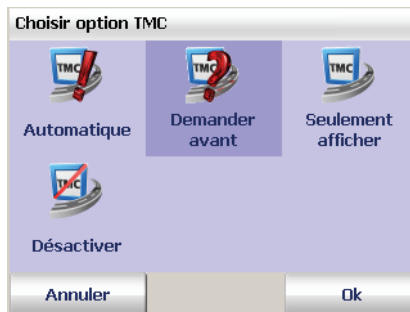 Choisir option TMC
TMC
TMC
TMC
Automatique
Demander
avant
Seulement
afficher
TMC
Désactiver
Annuler
Ok